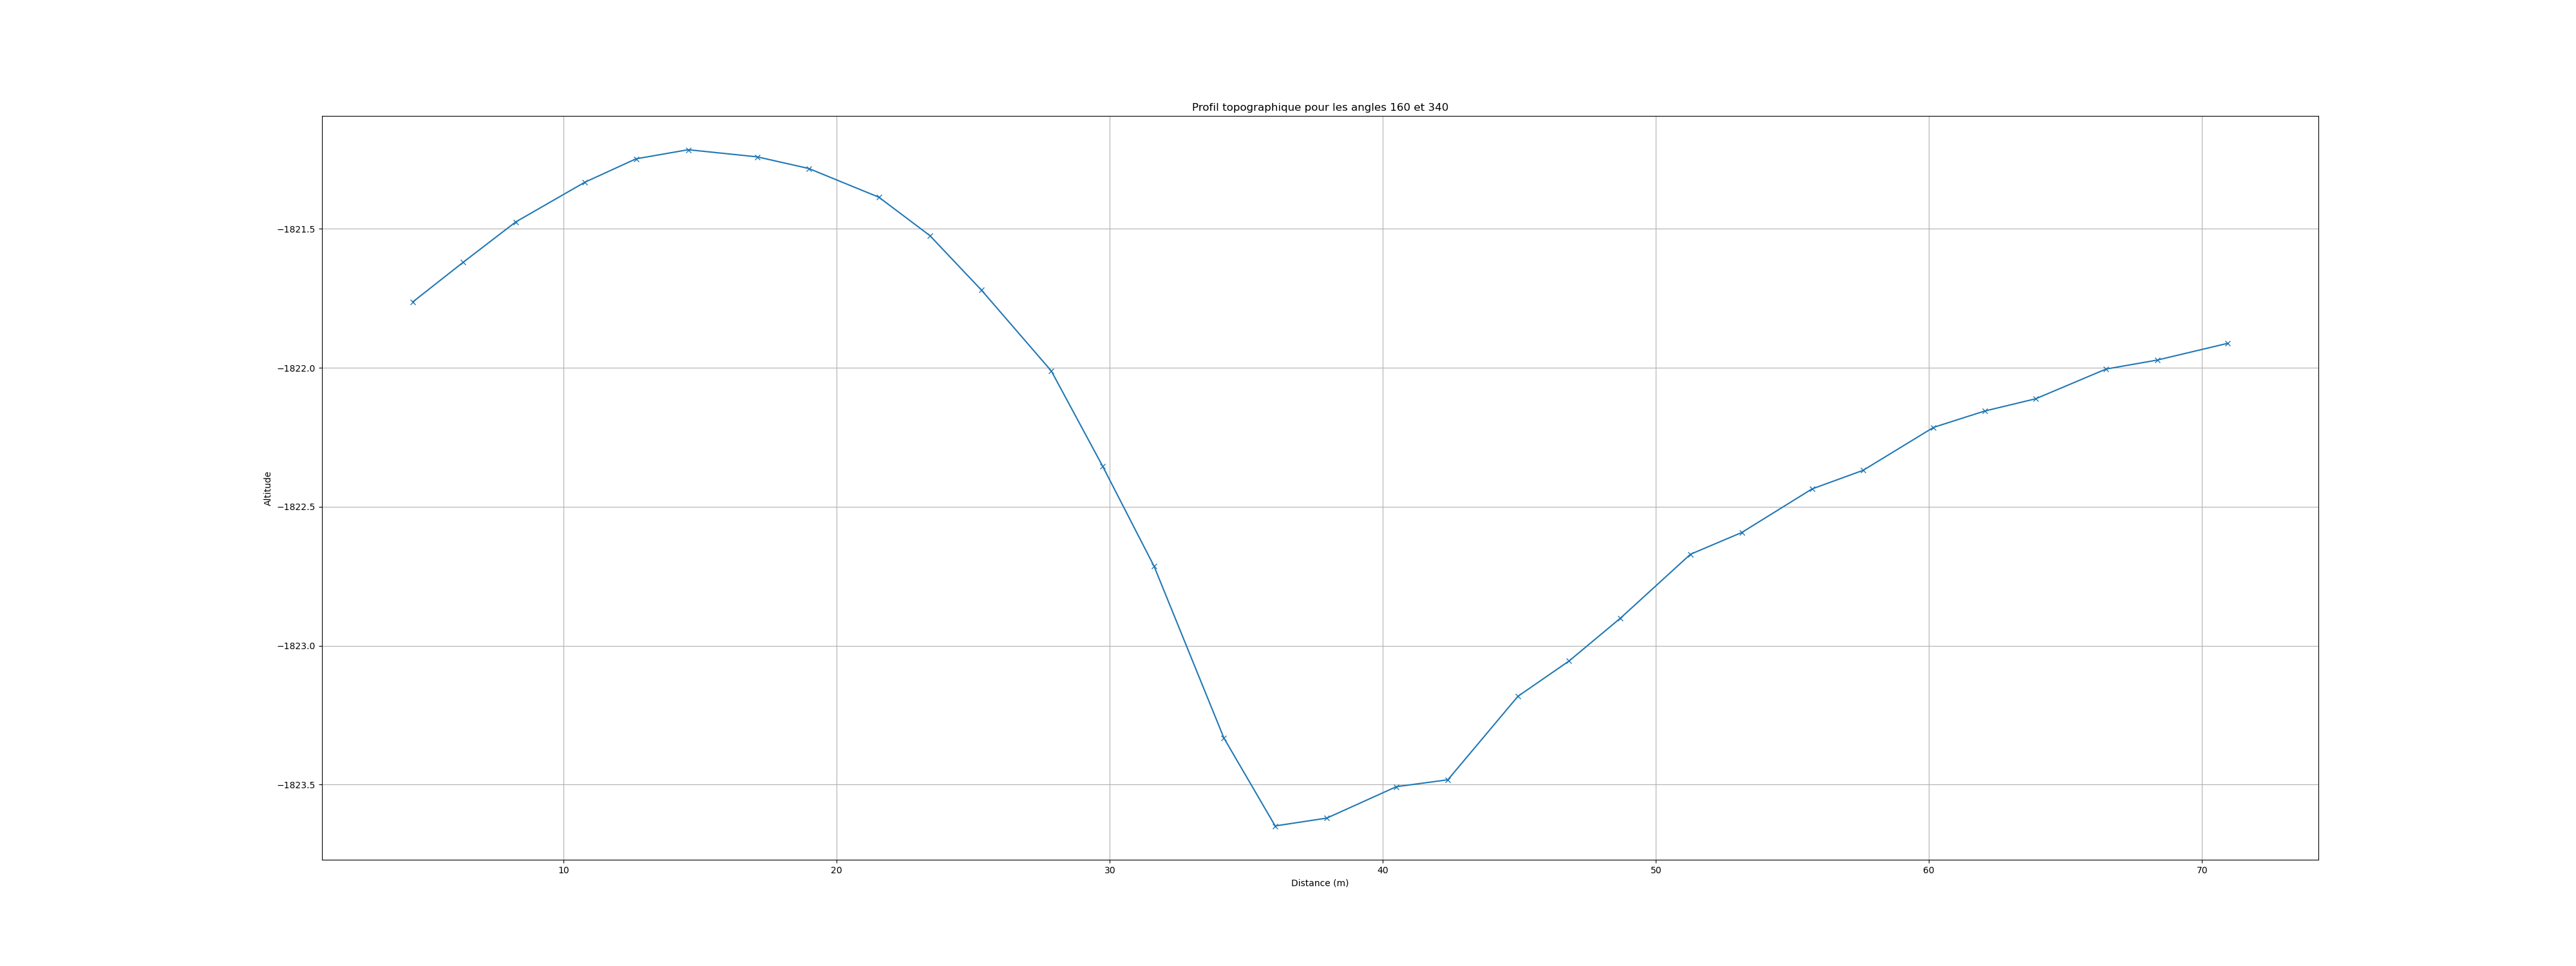 Profil topographique pour les angles 160 et 340
Altitude
−1821.5
−1822.0
−1822.5
−1823.0
−1823.5
10 20 30 40 50 60 70
Distance (m)